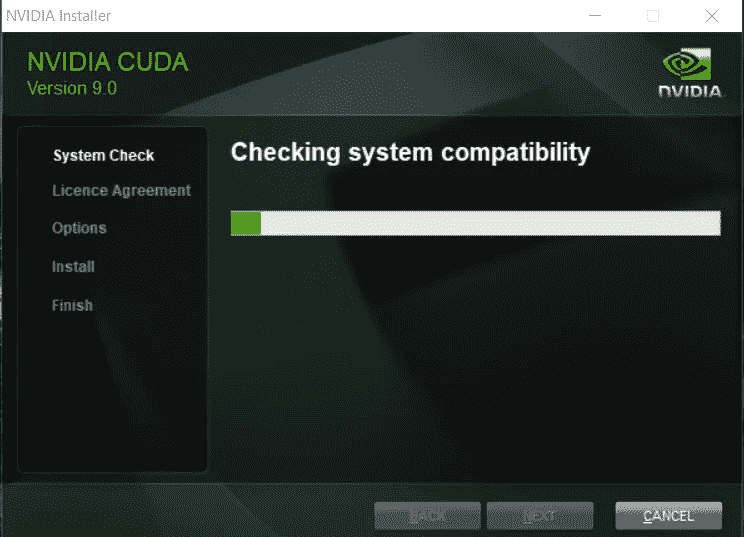 NVIDIA Installer
NVIDIA CUDA
Version 9.0
NVIDIA.
System Check
Licence Agreement
Options
Install
Finish
Checking system compatibility
BACK
NEXT
CANCEL